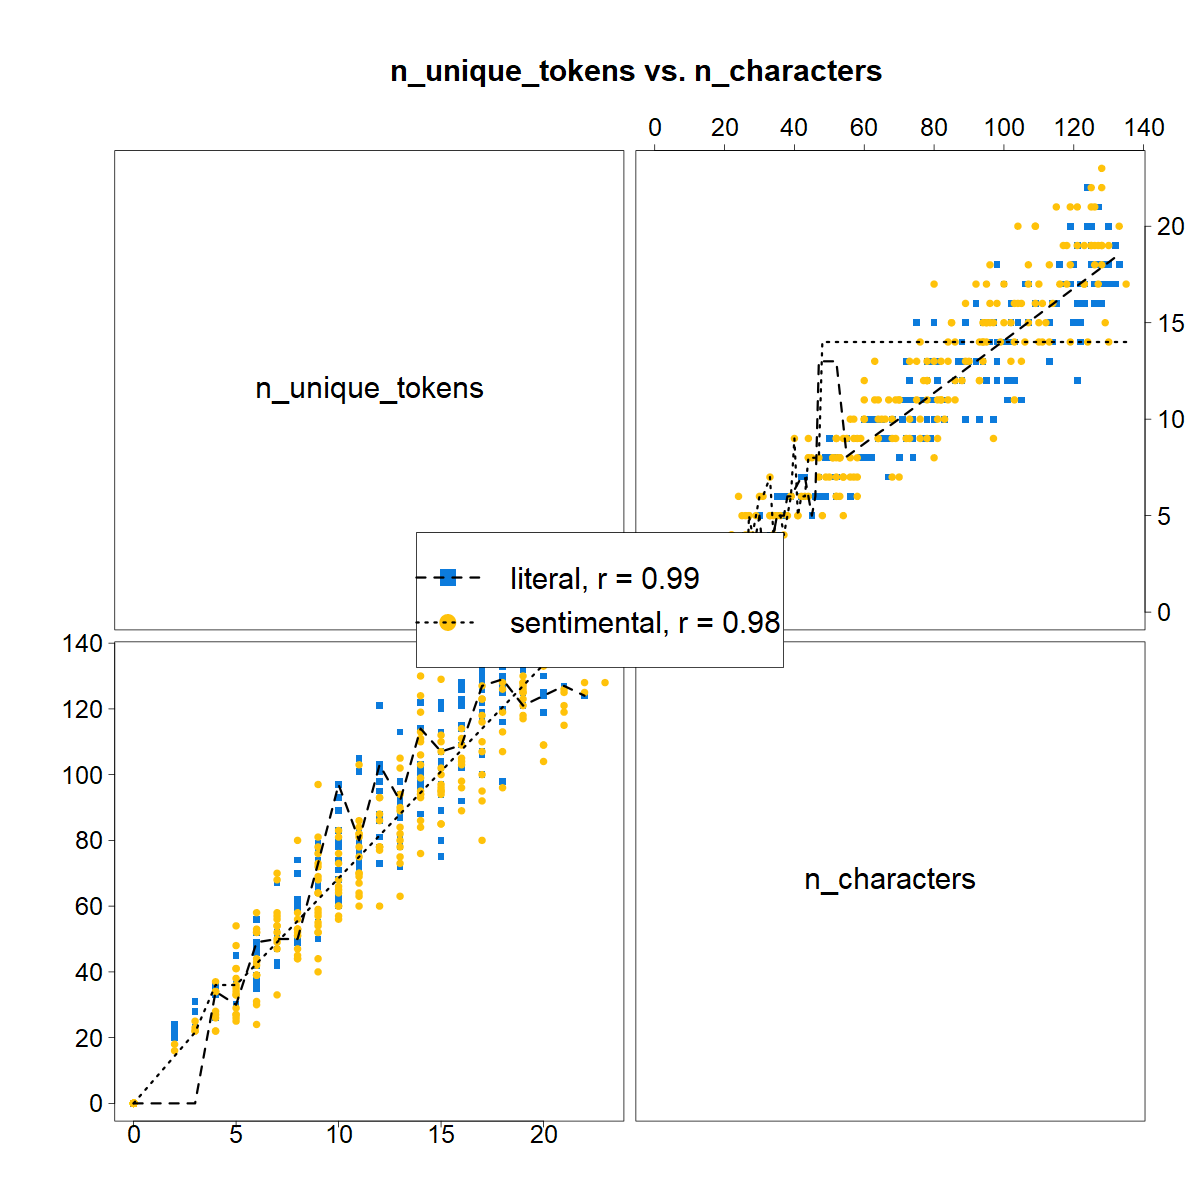 n_unique_tokens vs. n_characters
0 20 40 60 80 100 120 140
n_unique_tokens
20
15
10
5
0
literal, r = 0.99
sentimental, r = 0.98
140
120
100
80
60
40
20
0
n_characters
0 5 10 15 20